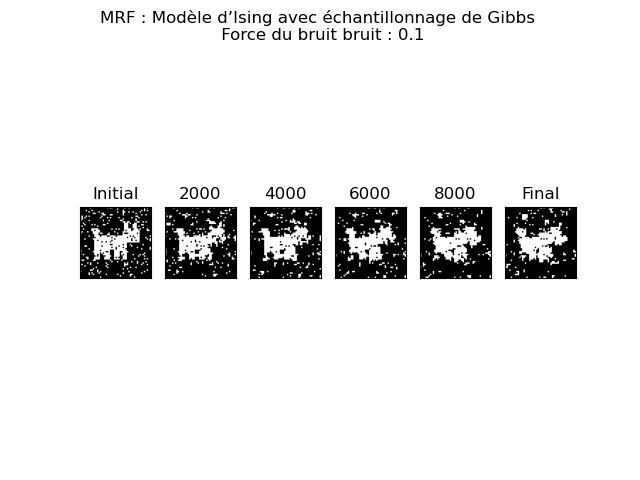 MRF : Modèle d’Ising avec échantillonnage de Gibbs
Force du bruit bruit : 0.1
Initial 2000 4000 6000 8000 Final